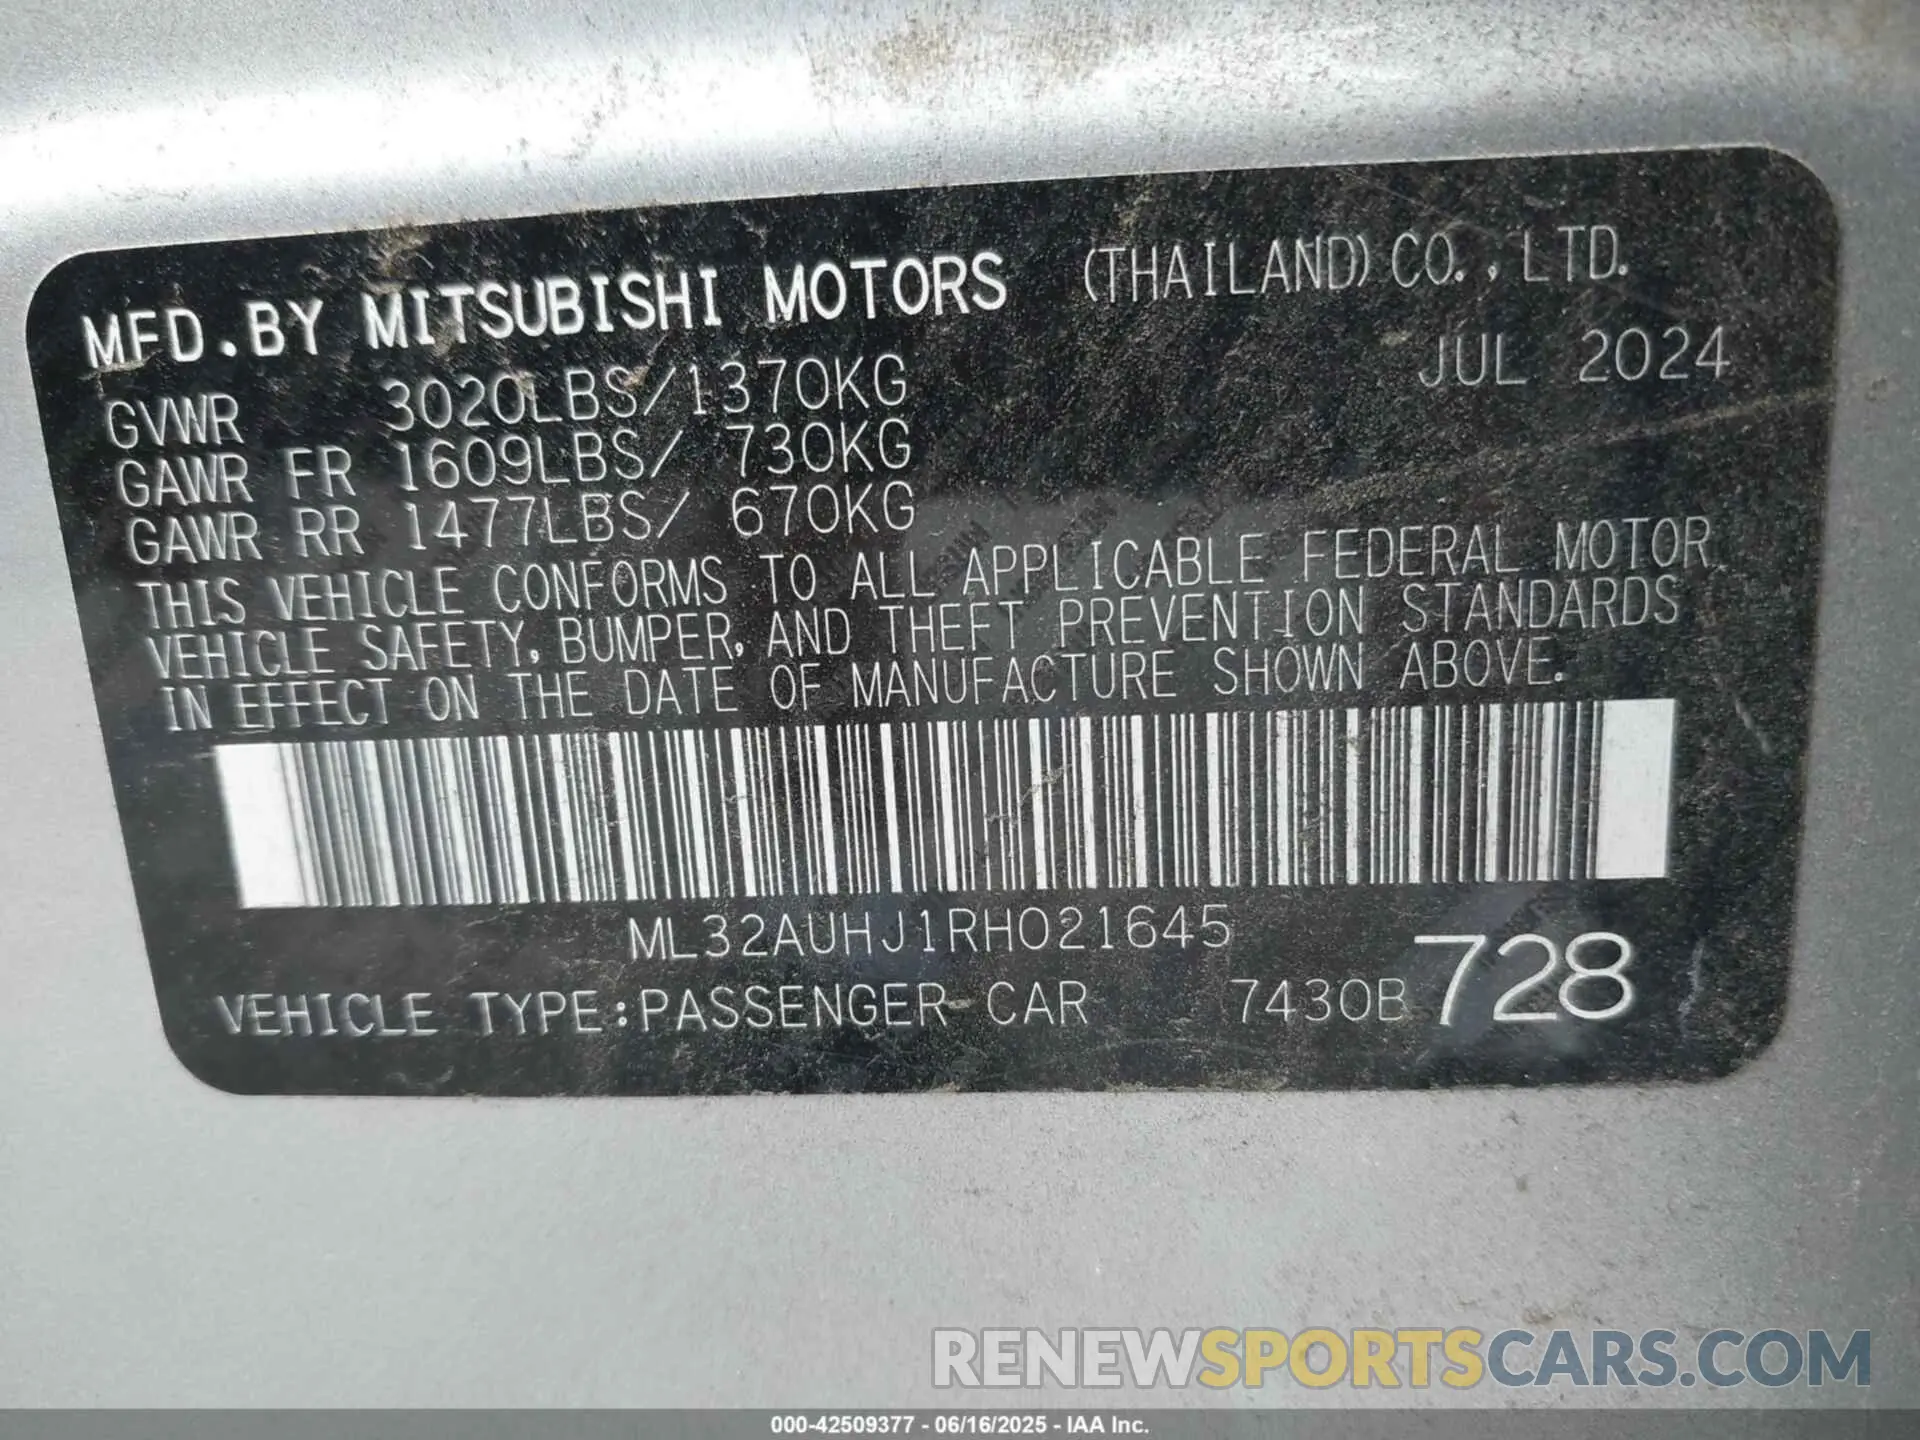 MFD.BY MITSUBISHI MOTORS (THAILAND) CO.,LTD.
JUL 2024
GVWR 3020LBS/1370KG
GAWR FR 1609LBS/ 730KG
GAWR RR 1477LBS/ 670KG
THIS VEHICLE CONFORMS TO ALL APPLICABLE FEDERAL MOTOR
VEHICLE SAFETY, BUMPER, AND THEFT PREVENTION STANDARDS
IN EFFECT ON THE DATE OF MANUFACTURE SHOWN ABOVE.
ML32AUHJ1RH021645
VEHICLE TYPE:PASSENGER CAR 7430B 728
RENEWSPORTSCARS.COM
000-42509377 - 06/16/2025 - IAA Inc.